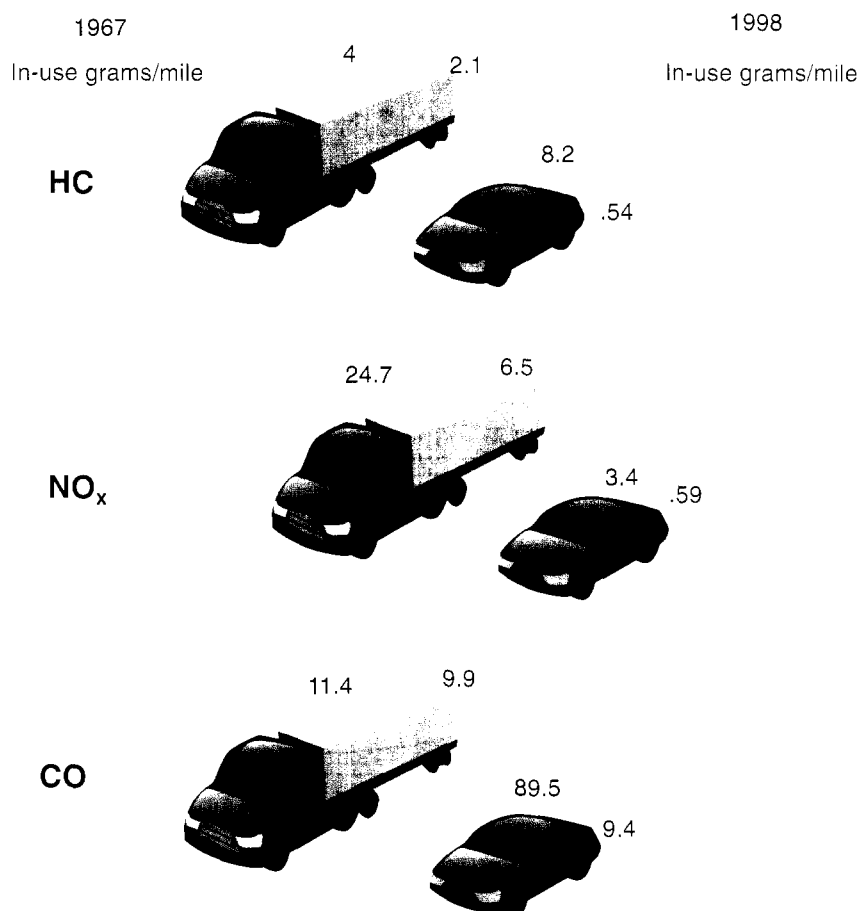 1967
1998
In-use grams/mile
In-use grams/mile
4
2.1
HC
8.2
.54
24.7
6.5
NOx
3.4
.59
11.4
9.9
CO
89.5
9.4